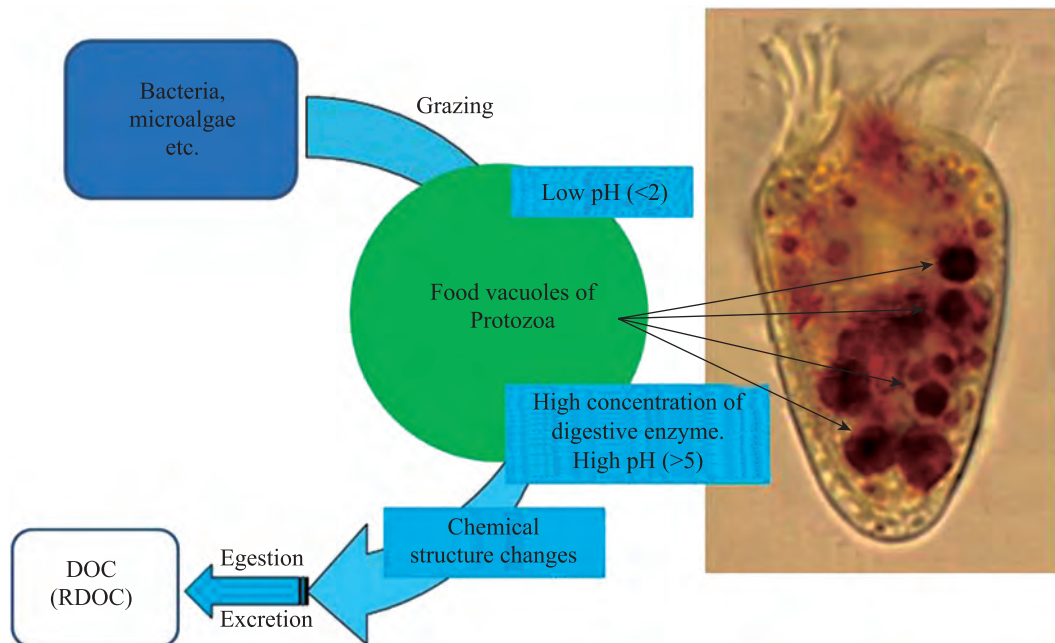 Bacteria,
microalgae
etc.
Grazing
Low pH (<2)
Food vacuoles of
Protozoa
High concentration of
digestive enzyme.
High pH (>5)
Chemical
structure changes
Egestion
Excretion
DOC
(RDOC)